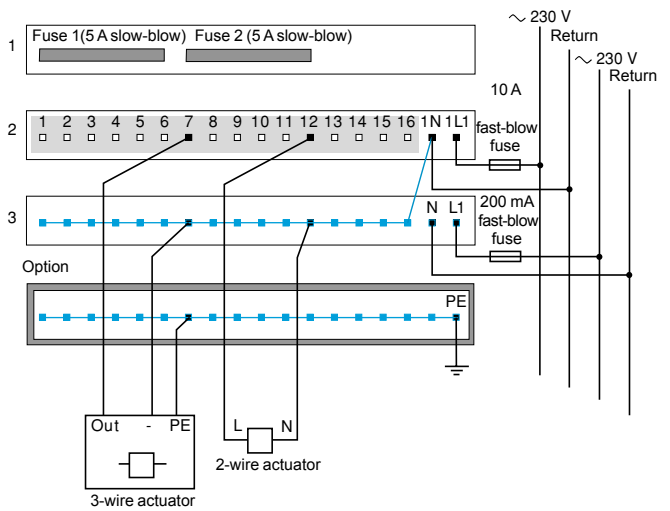 ∼ 230 V
Return
∼ 230 V
Return
1
Fuse 1(5 A slow-blow) Fuse 2 (5 A slow-blow)
10 A
fast-blow
fuse
2
1 2 3 4 5 6 7 8 9 10 11 12 13 14 15 16 1N 1L1
3
N L1
200 mA
fast-blow
fuse
Option
PE
Out - PE
L N
2-wire actuator
3-wire actuator